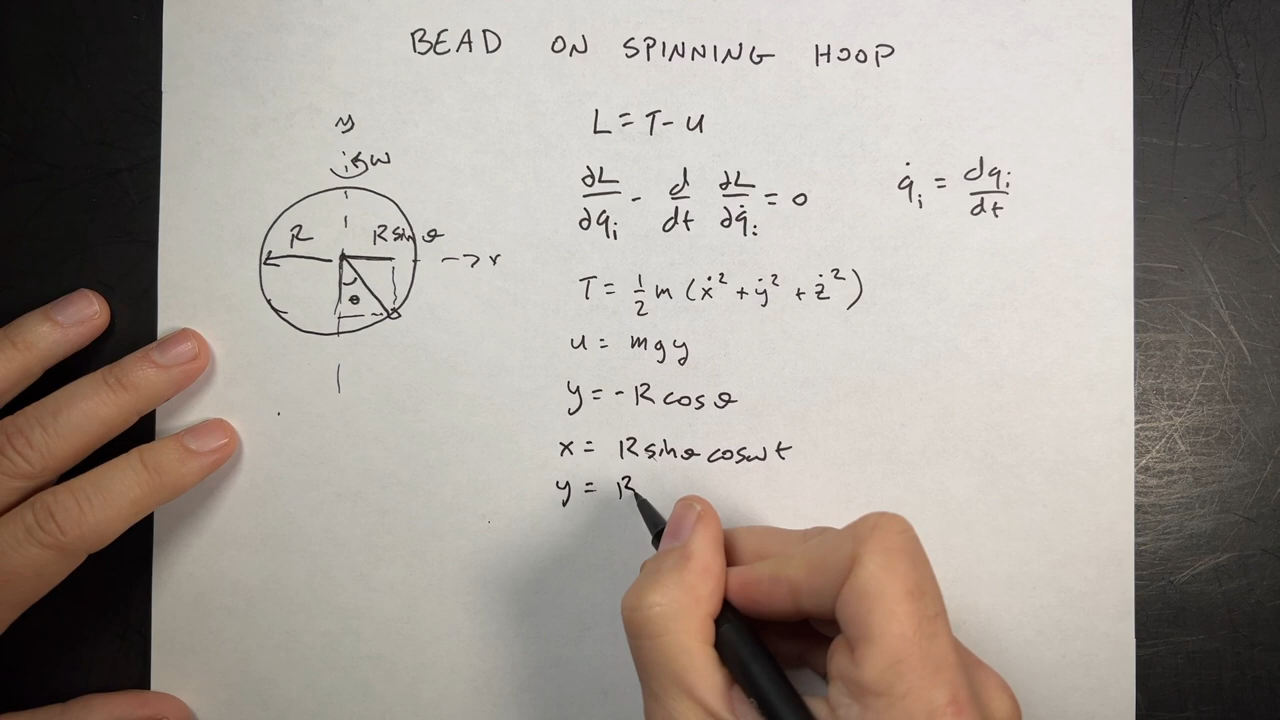 BEAD ON SPINNING HOOP
y
ω
R
R sin θ
-> x
θ
L = T - U
∂L/∂qᵢ - d/dt ∂L/∂q̇ᵢ = 0
q̇ᵢ = dqᵢ/dt
T = 1/2 m (ẋ² + ẏ² + ż²)
U = mgy
y = - R cos θ
x = R sin θ cos ωt
y = R